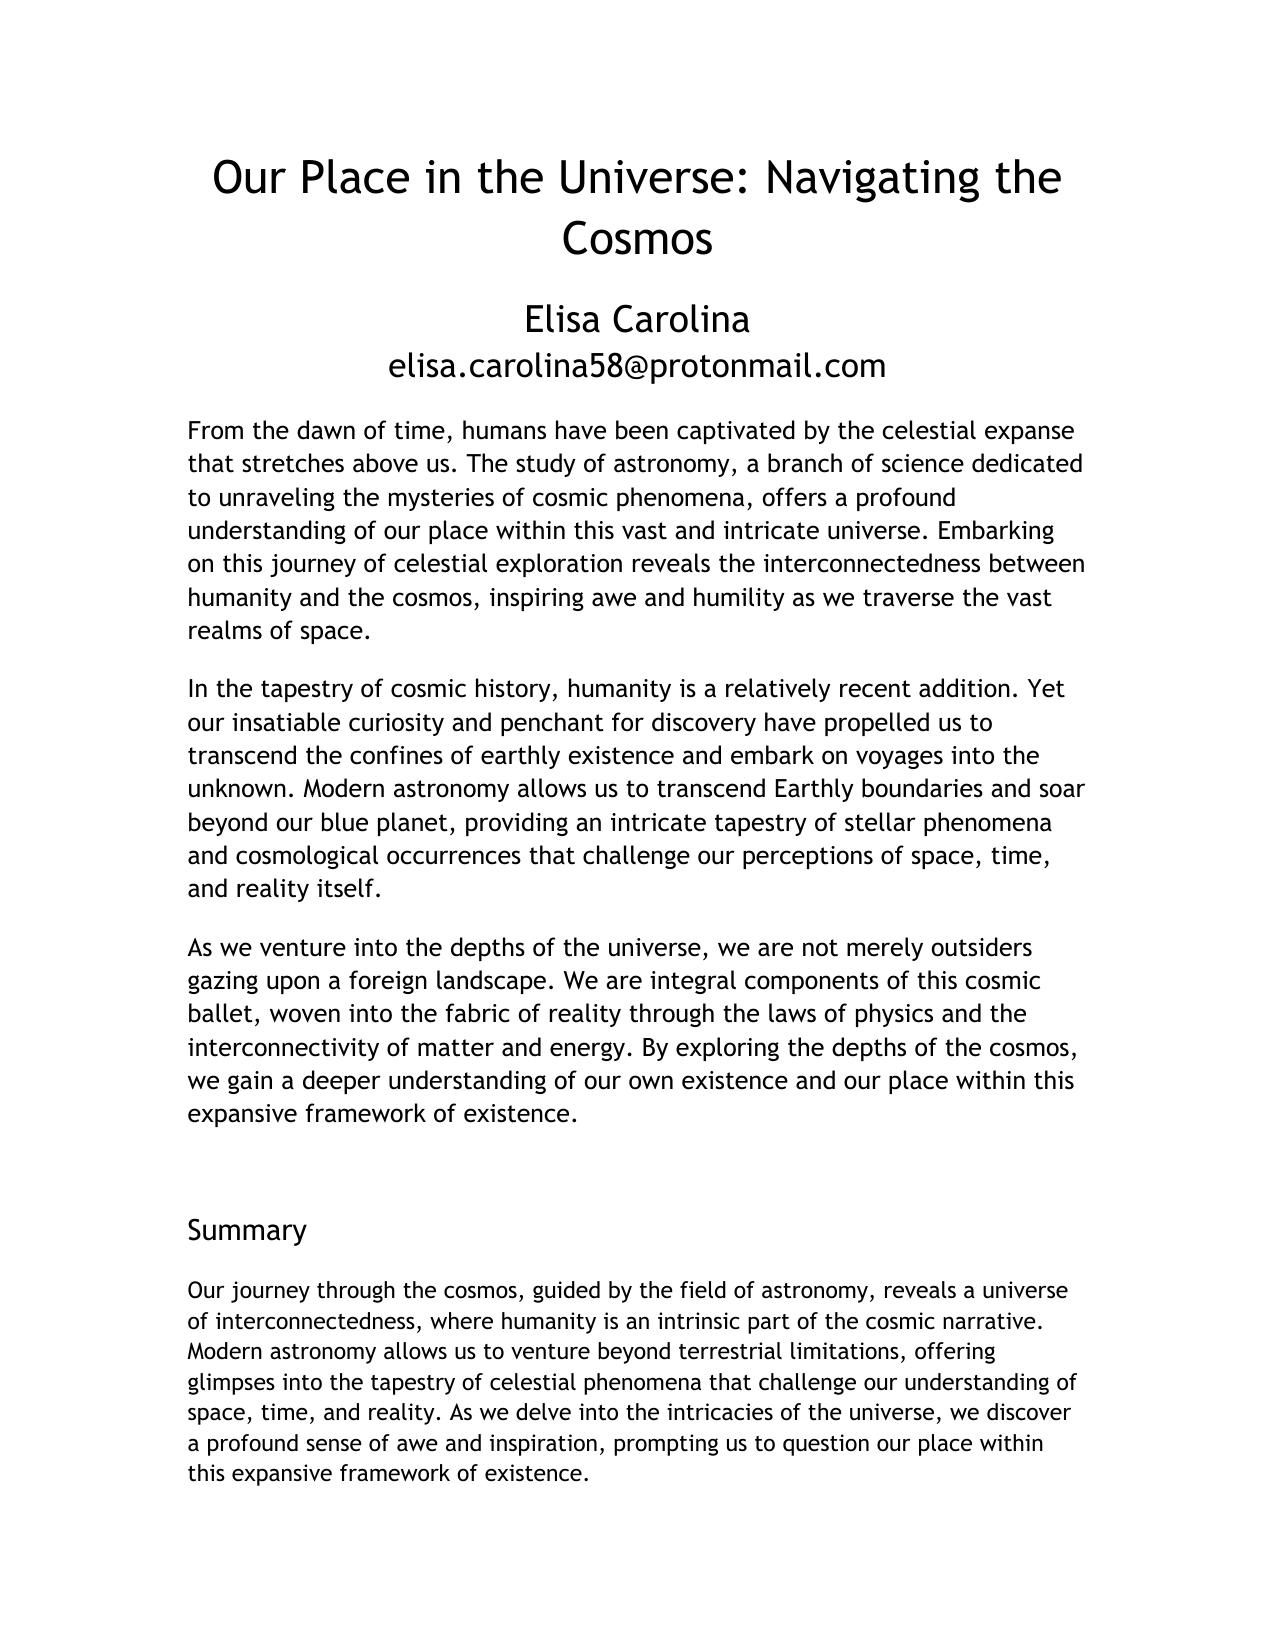 Our Place in the Universe: Navigating the
Cosmos
Elisa Carolina
elisa.carolina58@protonmail.com
From the dawn of time, humans have been captivated by the celestial expanse
that stretches above us. The study of astronomy, a branch of science dedicated
to unraveling the mysteries of cosmic phenomena, offers a profound
understanding of our place within this vast and intricate universe. Embarking
on this journey of celestial exploration reveals the interconnectedness between
humanity and the cosmos, inspiring awe and humility as we traverse the vast
realms of space.
In the tapestry of cosmic history, humanity is a relatively recent addition. Yet
our insatiable curiosity and penchant for discovery have propelled us to
transcend the confines of earthly existence and embark on voyages into the
unknown. Modern astronomy allows us to transcend Earthly boundaries and soar
beyond our blue planet, providing an intricate tapestry of stellar phenomena
and cosmological occurrences that challenge our perceptions of space, time,
and reality itself.
As we venture into the depths of the universe, we are not merely outsiders
gazing upon a foreign landscape. We are integral components of this cosmic
ballet, woven into the fabric of reality through the laws of physics and the
interconnectivity of matter and energy. By exploring the depths of the cosmos,
we gain a deeper understanding of our own existence and our place within this
expansive framework of existence.
Summary
Our journey through the cosmos, guided by the field of astronomy, reveals a universe
of interconnectedness, where humanity is an intrinsic part of the cosmic narrative.
Modern astronomy allows us to venture beyond terrestrial limitations, offering
glimpses into the tapestry of celestial phenomena that challenge our understanding of
space, time, and reality. As we delve into the intricacies of the universe, we discover
a profound sense of awe and inspiration, prompting us to question our place within
this expansive framework of existence.